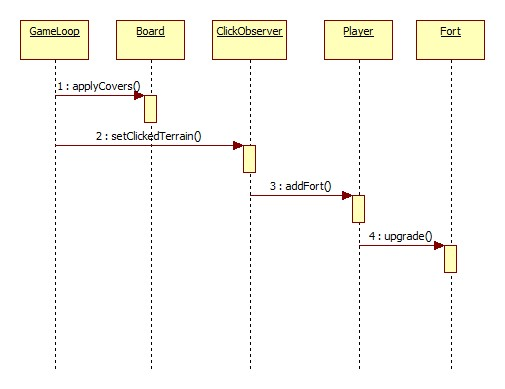 GameLoop
Board
ClickObserver
Player
Fort
1 : applyCovers()
2 : setClickedTerrain()
3 : addFort()
4 : upgrade()